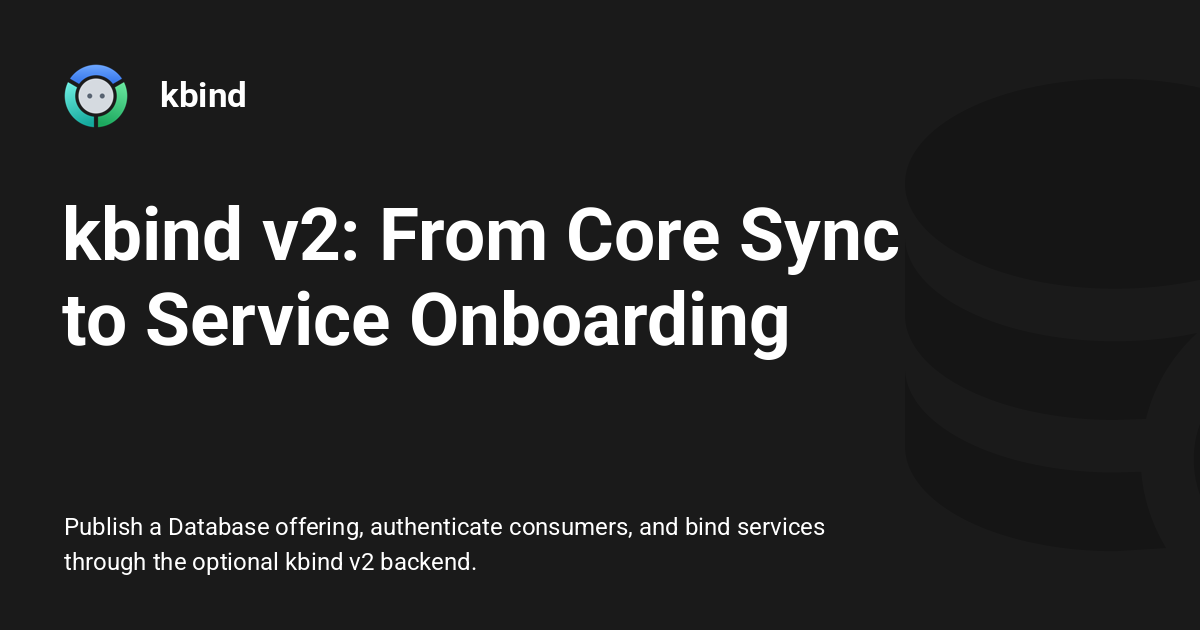 kbind
kbind v2: From Core Sync
to Service Onboarding
Publish a Database offering, authenticate consumers, and bind services
through the optional kbind v2 backend.